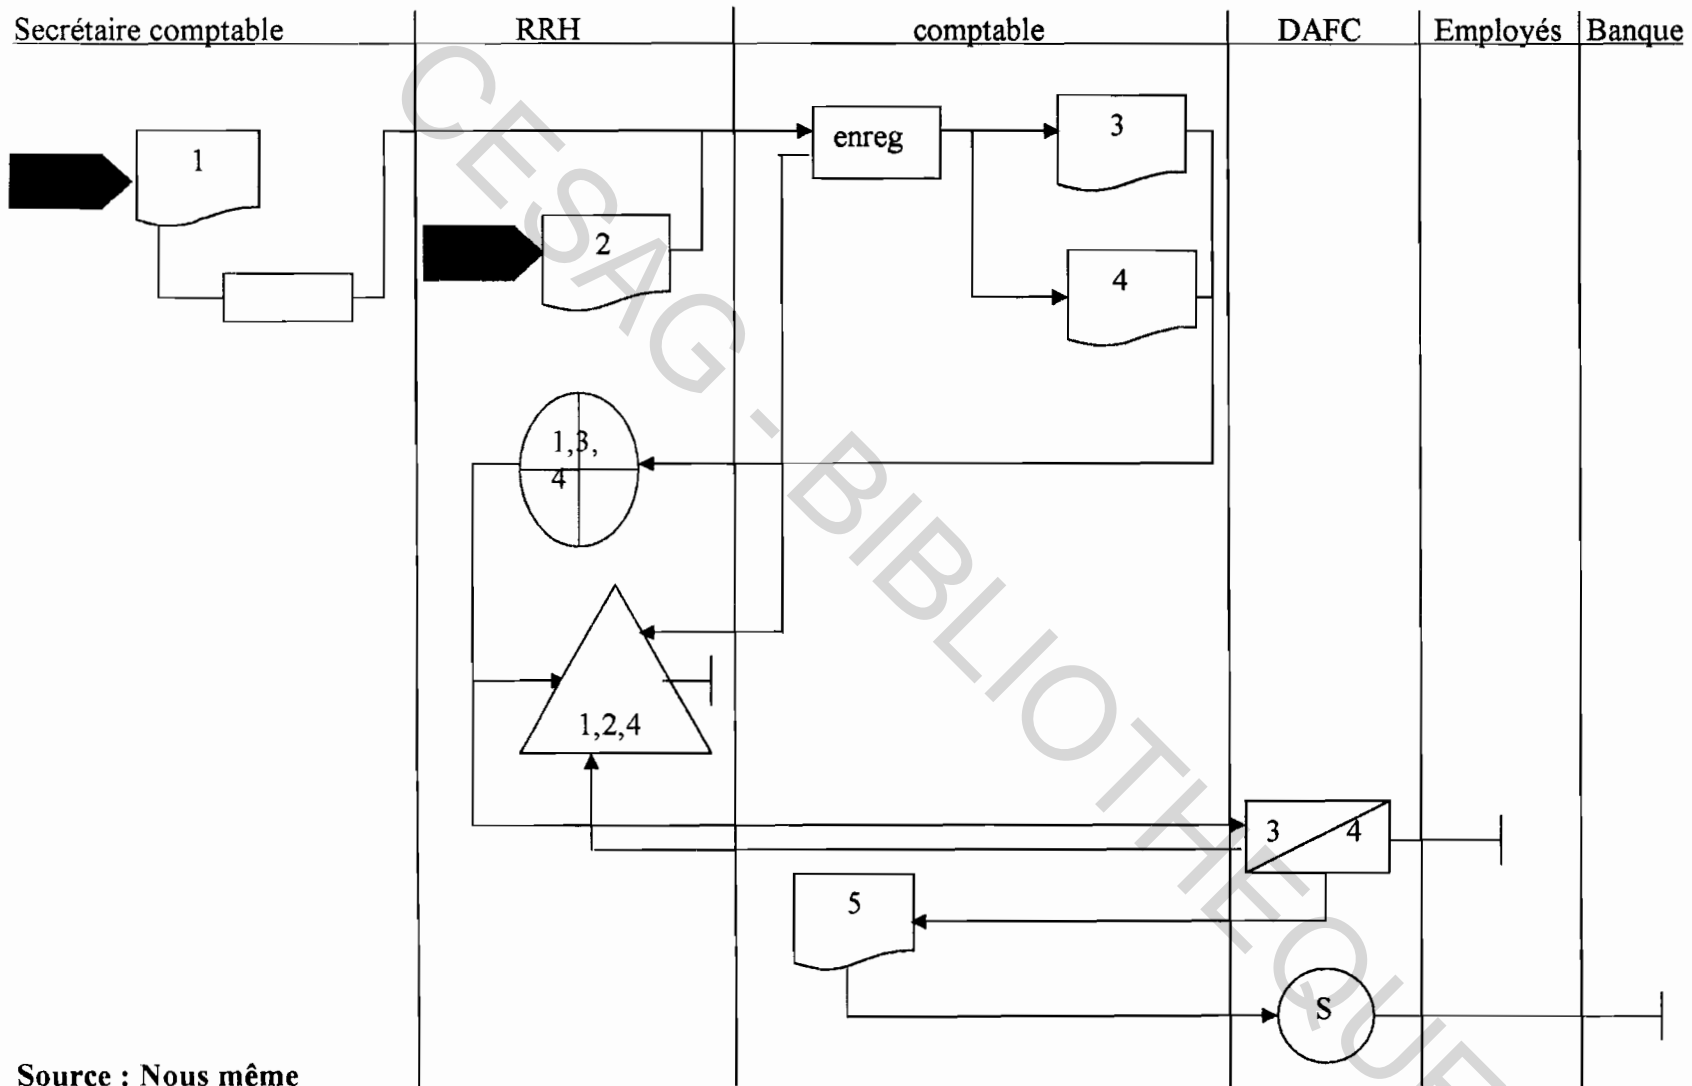 Secrétaire comptable RRH comptable DAFC Employés Banque
1
enreg
3
2
4
1,3,
4
1,2,4
3 4
5
S
Source : Nous même
CESAG - BIBLIOTHEQUE